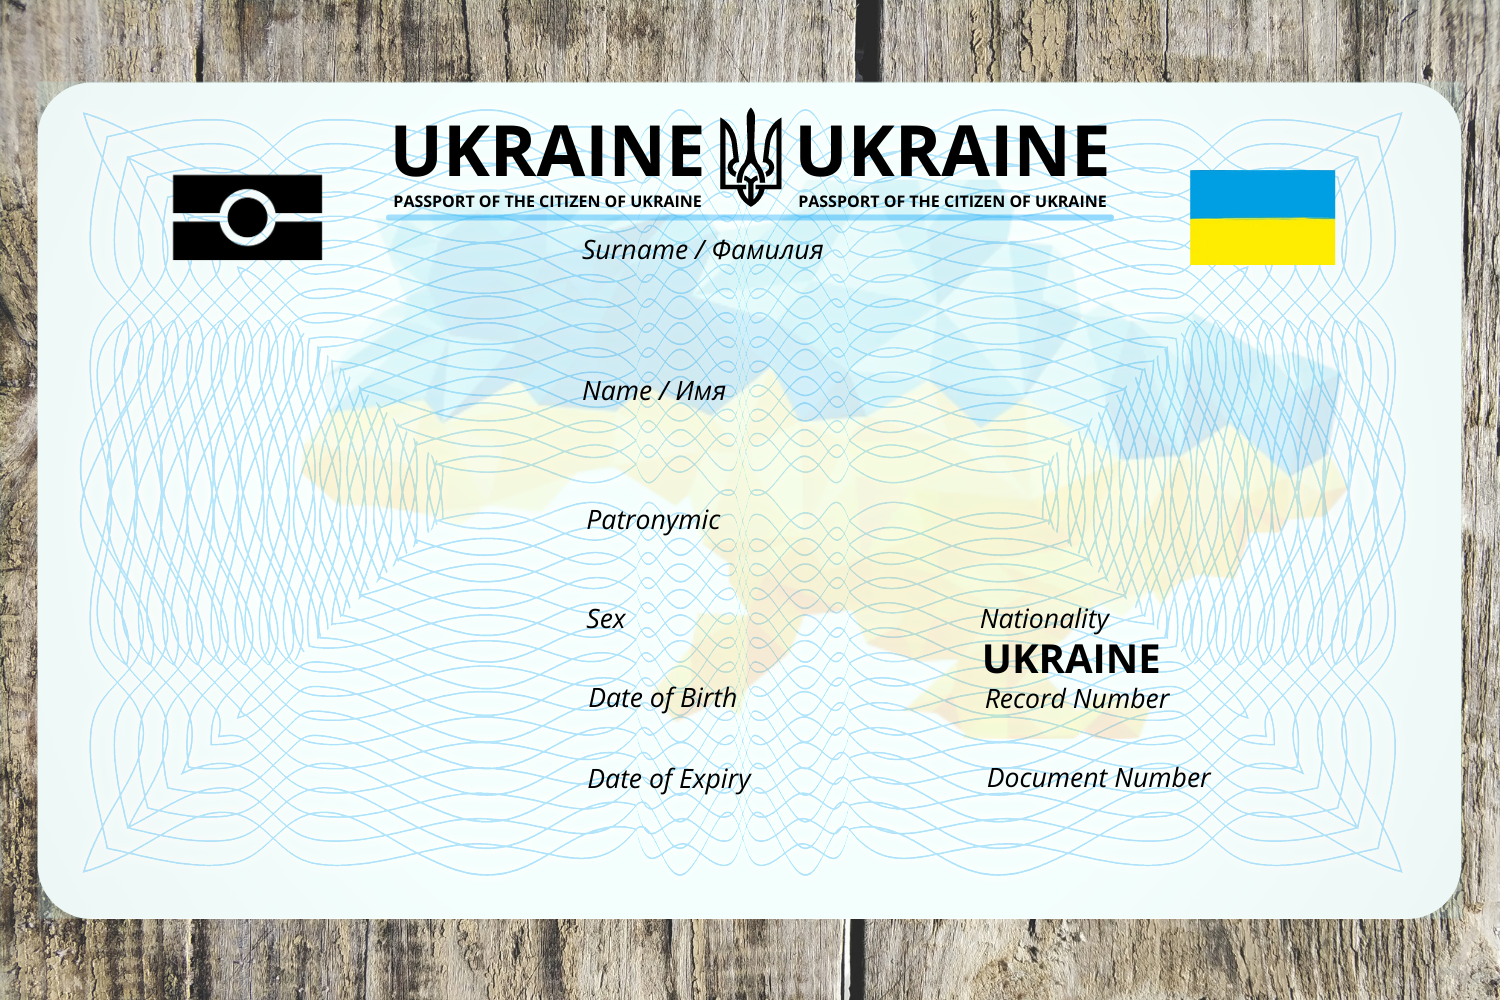 UKRAINE UKRAINE
PASSPORT OF THE CITIZEN OF UKRAINE PASSPORT OF THE CITIZEN OF UKRAINE
Surname / Фамилия
Name / Имя
Patronymic
Sex Nationality
UKRAINE
Date of Birth Record Number
Date of Expiry Document Number